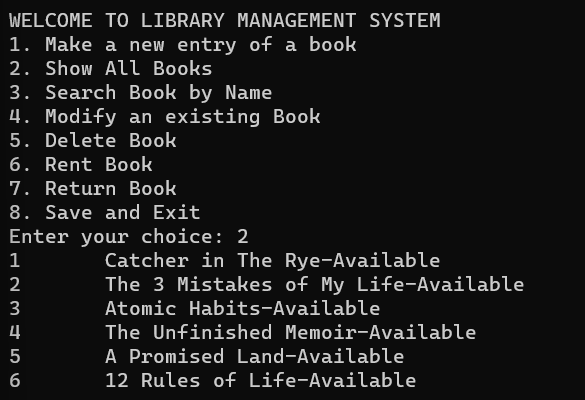 WELCOME TO LIBRARY MANAGEMENT SYSTEM
1. Make a new entry of a book
2. Show All Books
3. Search Book by Name
4. Modify an existing Book
5. Delete Book
6. Rent Book
7. Return Book
8. Save and Exit
Enter your choice: 2
1       Catcher in The Rye-Available
2       The 3 Mistakes of My Life-Available
3       Atomic Habits-Available
4       The Unfinished Memoir-Available
5       A Promised Land-Available
6       12 Rules of Life-Available